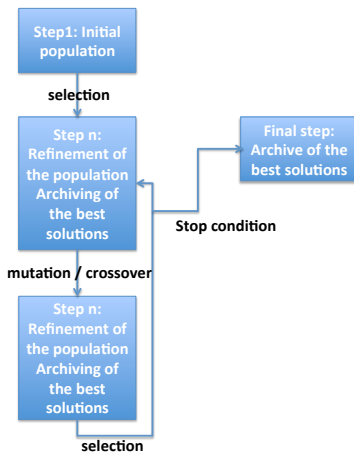 Step1: Initial
population
selection
Step n:
Refinement of
the population
Archiving of
the best
solutions
Final step:
Archive of the
best solutions
Stop condition
mutation / crossover
Step n:
Refinement of
the population
Archiving of
the best
solutions
selection